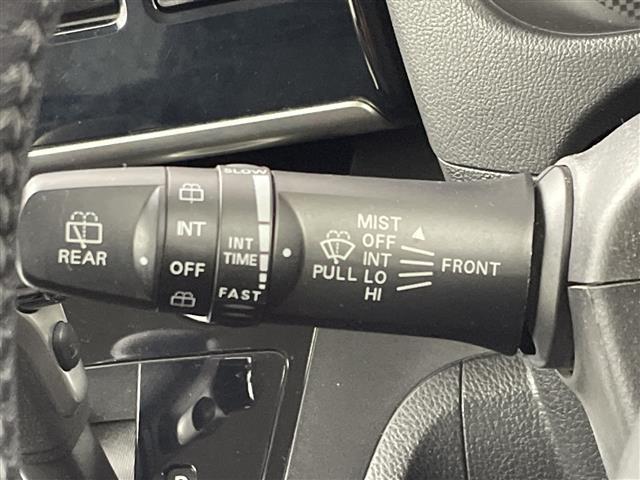 REAR
INT
OFF
SLOW
INT
TIME
FAST
PULL
MIST
OFF
INT
LO
HI
FRONT
P